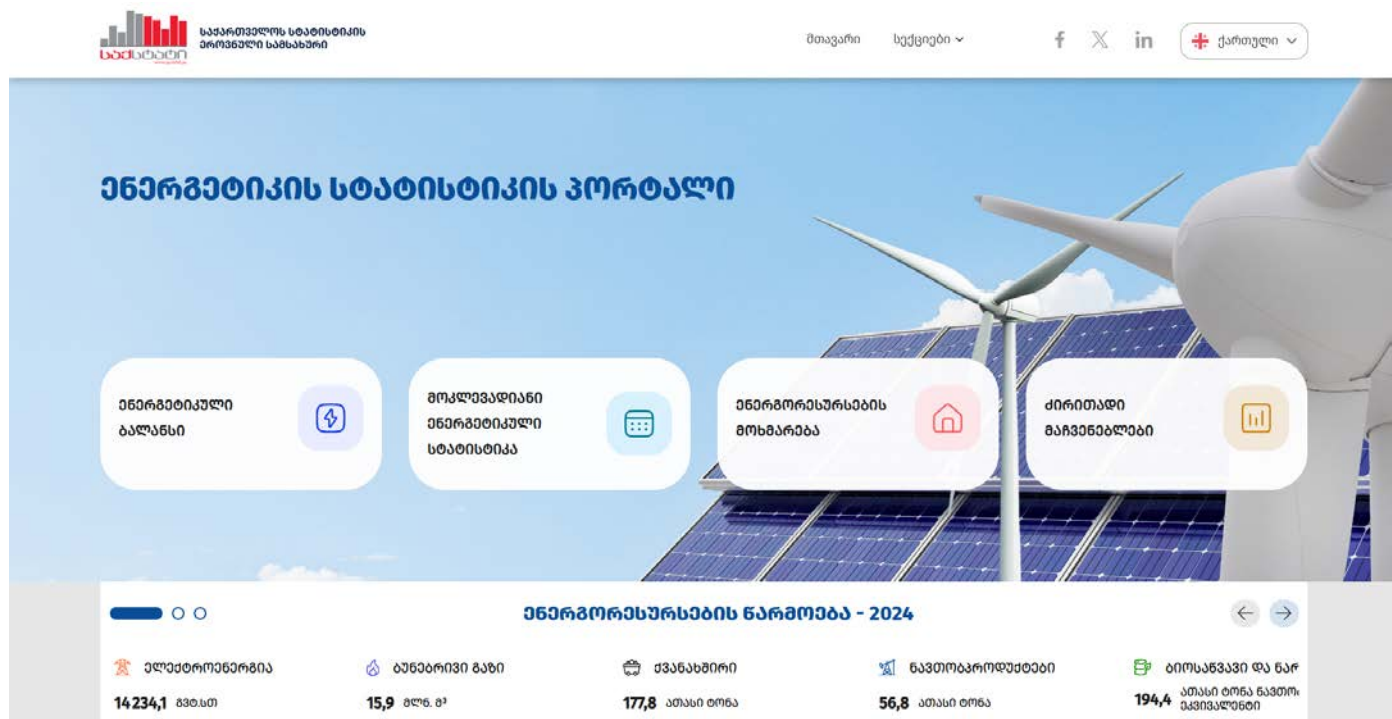 საქსტატი
საქართველოს სტატისტიკის
ეროვნული სამსახური
მთავარი
სექციები
ქართული
ენერგეტიკის სტატისტიკის პორტალი
ენერგეტიკული
ბალანსი
მოკლევადიანი
ენერგეტიკული
სტატისტიკა
ენერგორესურსების
მოხმარება
ძირითადი
მაჩვენებლები
ენერგორესურსების წარმოება - 2024
ელექტროენერგია
14 234,1 გვტ.სთ
ბუნებრივი გაზი
15,9 მლნ. მ³
ქვანახშირი
177,8 ათასი ტონა
ნავთობპროდუქტები
56,8 ათასი ტონა
ბიოსაწვავი და ნარ
194,4 ათასი ტონა ნავთო
ეკვივალენტი